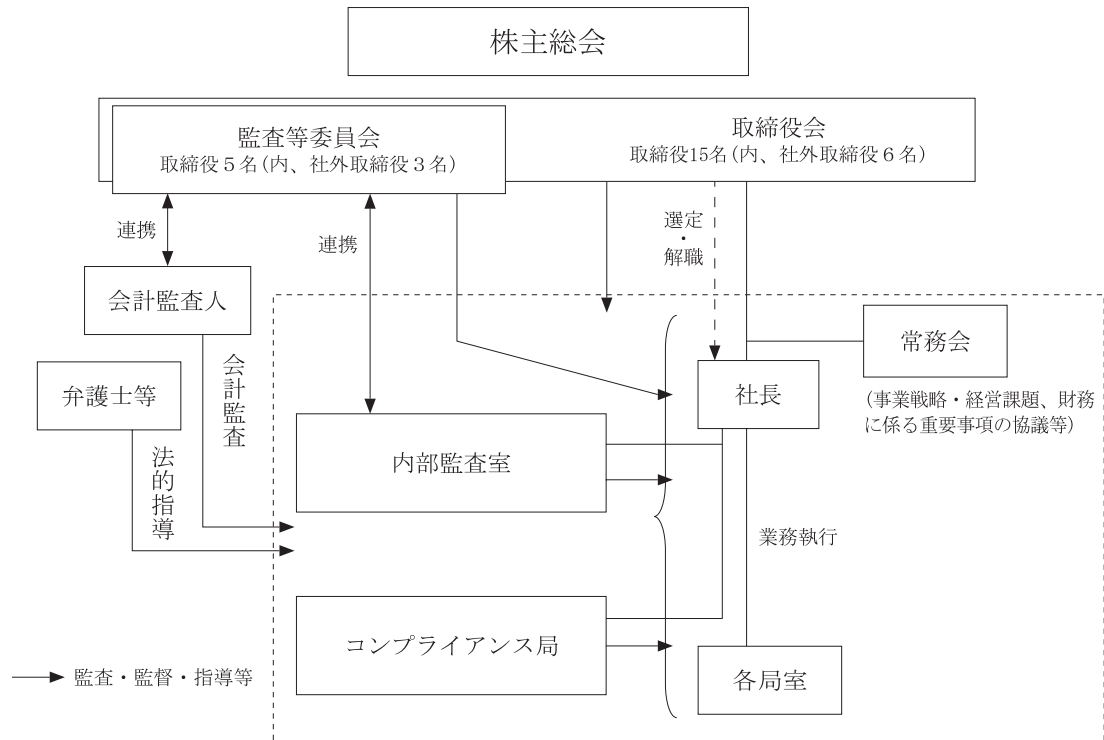 株主総会
監査等委員会
取締役5名(内、社外取締役3名)
取締役会
取締役15名(内、社外取締役6名)
連携
連携
選定・解職
会計監査人
常務会
(事業戦略・経営課題、財務
に係る重要事項の協議等)
会計監査
弁護士等
社長
法的指導
内部監査室
業務執行
コンプライアンス局
各局室
監査・監督・指導等